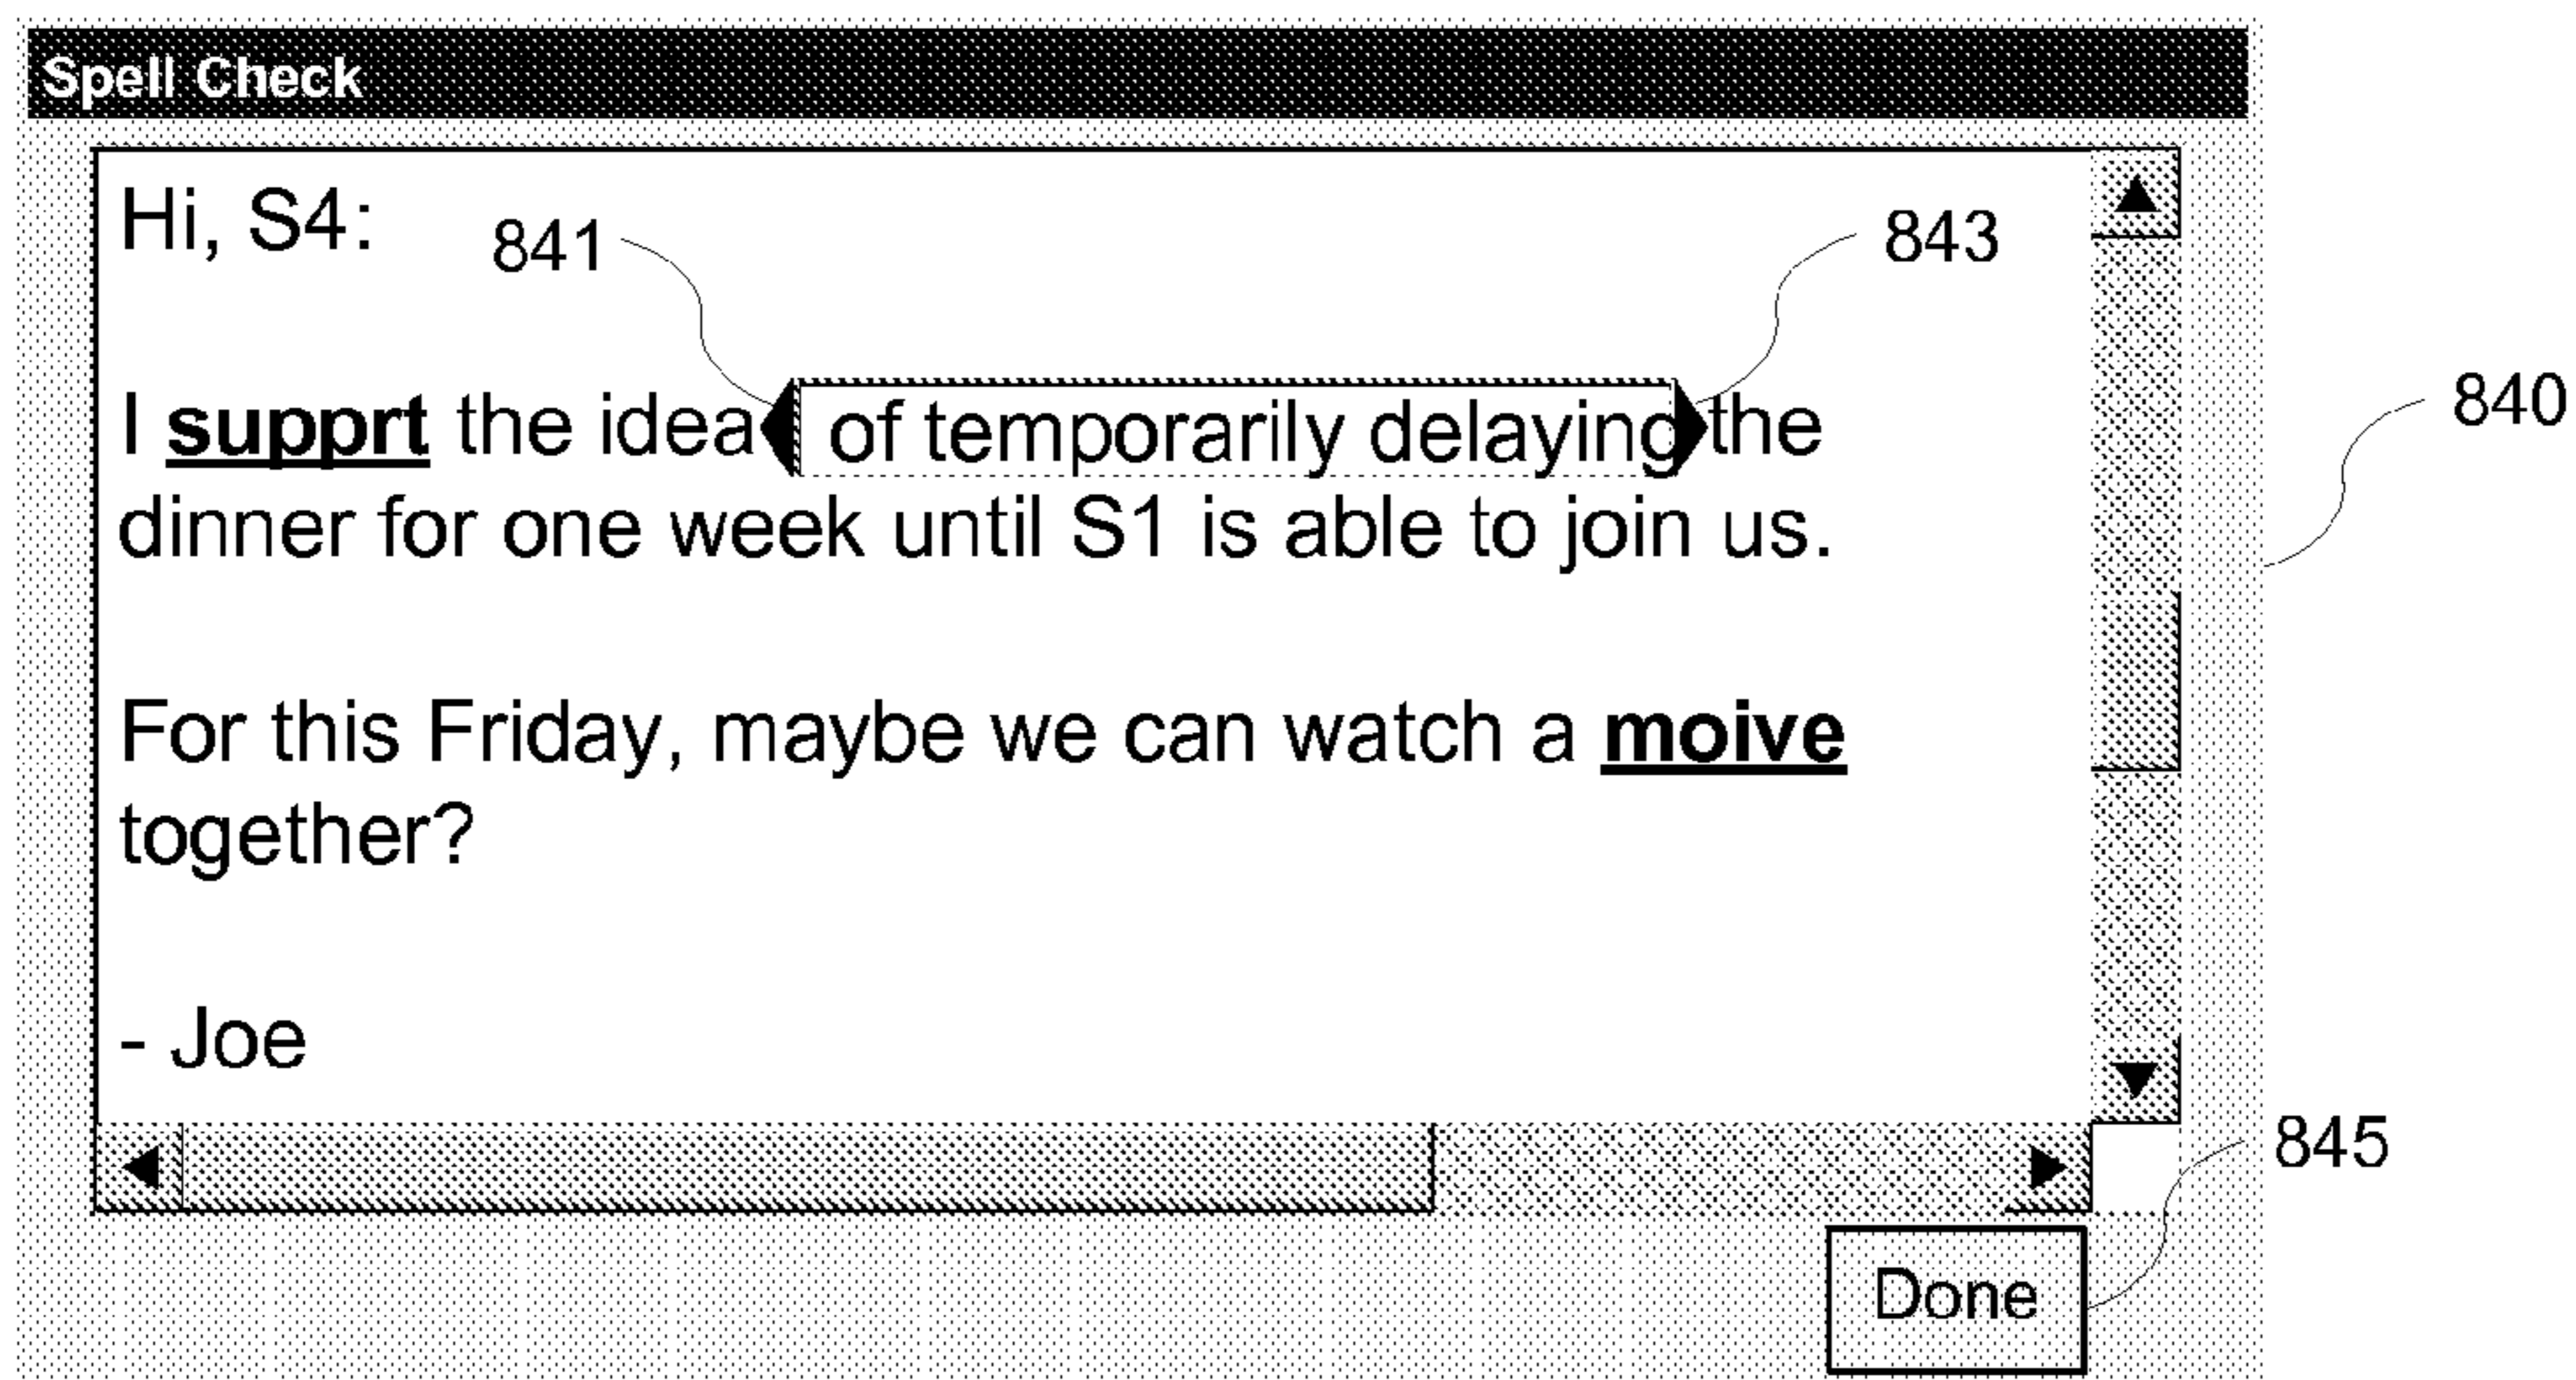 Spell Check
Hi, S4:
841
843
I supprt the idea of temporarily delaying the
840
dinner for one week until S1 is able to join us.
For this Friday, maybe we can watch a moive
together?
- Joe
845
Done